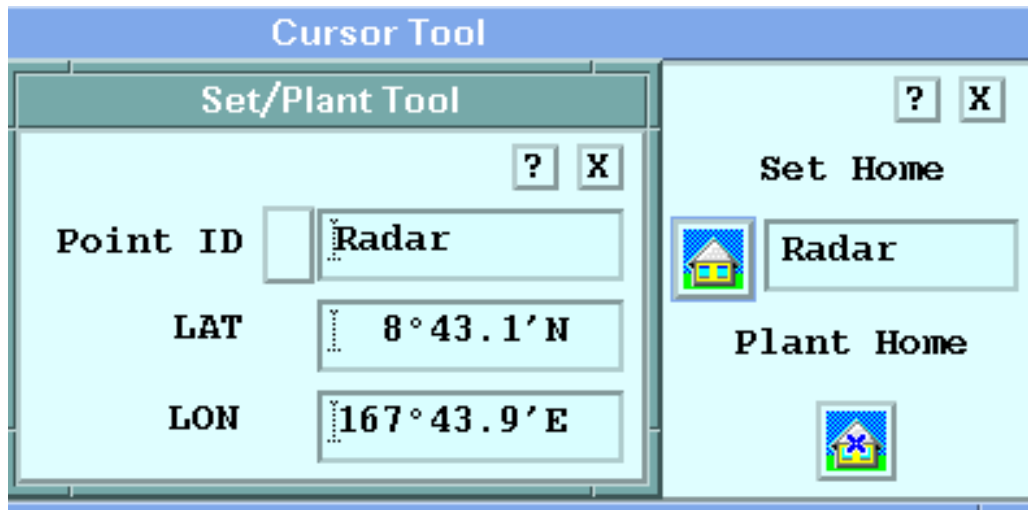 Cursor Tool
Set/Plant Tool
? X
Point ID Radar
LAT 8°43.1′N
LON 167°43.9′E
? X
Set Home
Radar
Plant Home